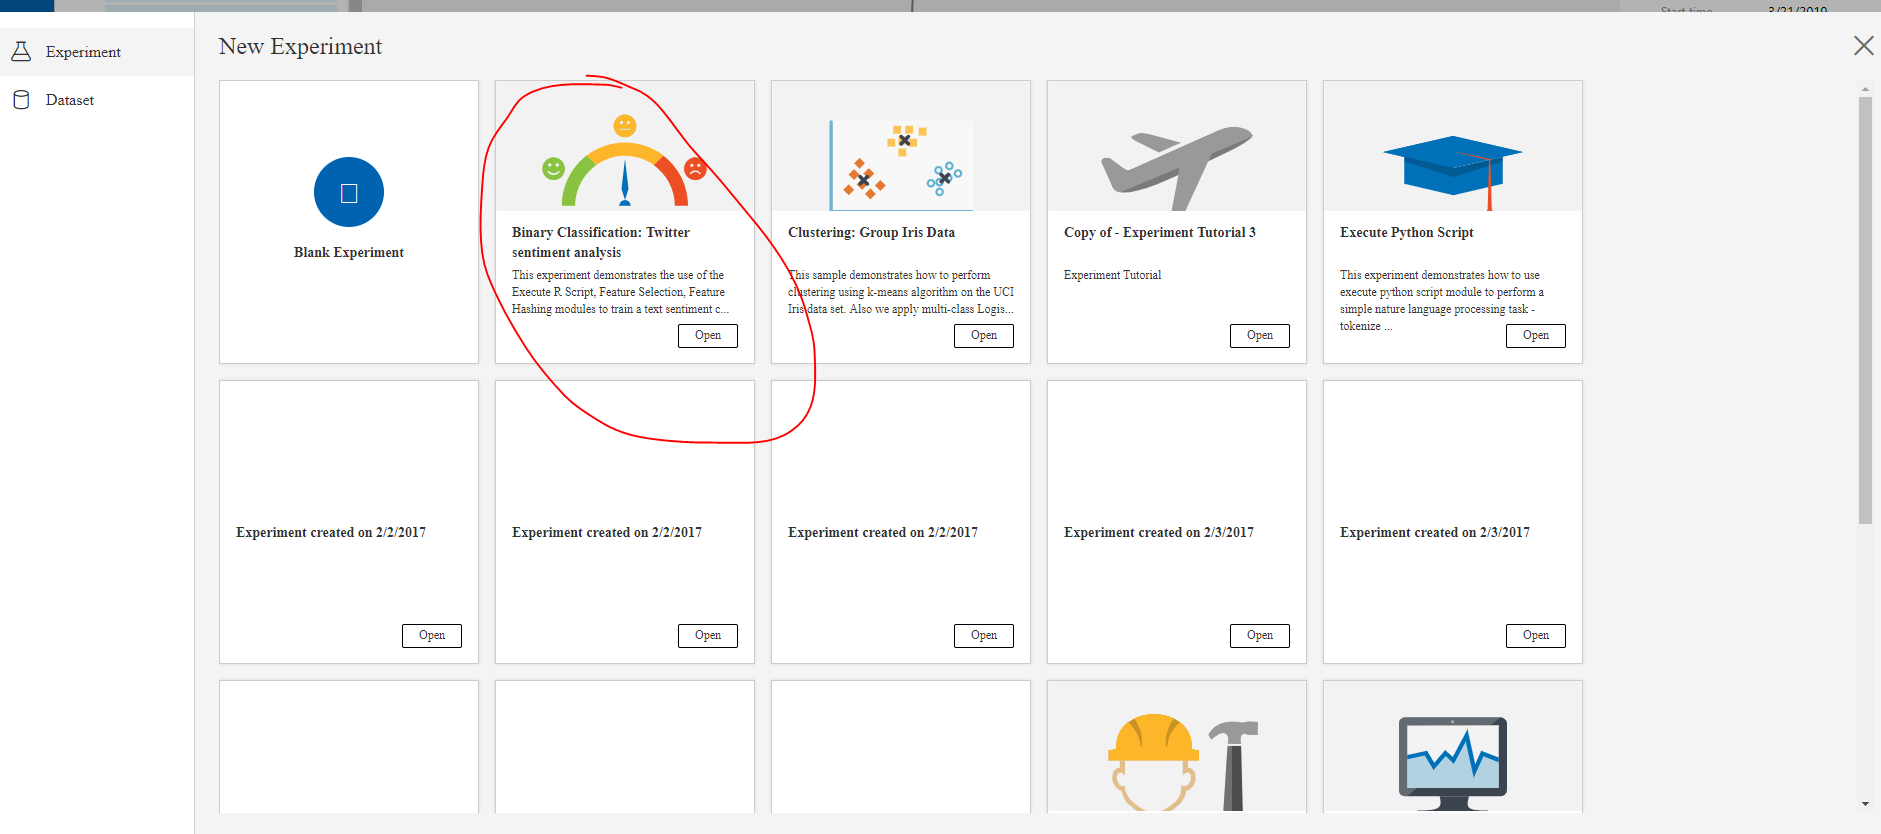 Start time 3/21/2019
Experiment
Dataset
New Experiment
Blank Experiment
Binary Classification: Twitter
sentiment analysis
This experiment demonstrates the use of the
Execute R Script, Feature Selection, Feature
Hashing modules to train a text sentiment c...
Open
Clustering: Group Iris Data
This sample demonstrates how to perform
clustering using k-means algorithm on the UCI
Iris data set. Also we apply multi-class Logis...
Open
Copy of - Experiment Tutorial 3
Experiment Tutorial
Open
Execute Python Script
This experiment demonstrates how to use
execute python script module to perform a
simple nature language processing task -
tokenize ...
Open
Experiment created on 2/2/2017
Open
Experiment created on 2/2/2017
Open
Experiment created on 2/2/2017
Open
Experiment created on 2/3/2017
Open
Experiment created on 2/3/2017
Open